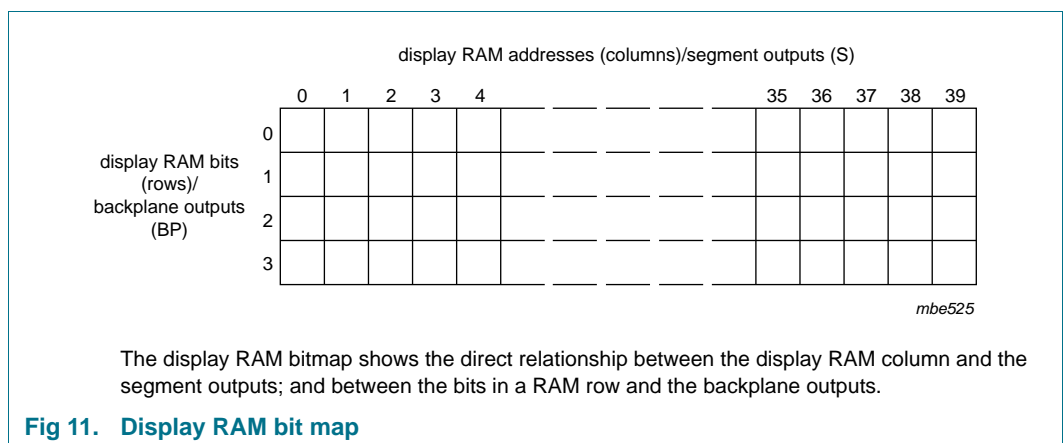 display RAM addresses (columns)/segment outputs (S)
0 1 2 3 4 35 36 37 38 39
0
display RAM bits
(rows)/
backplane outputs
(BP)
1
2
3
mbe525
The display RAM bitmap shows the direct relationship between the display RAM column and the
segment outputs; and between the bits in a RAM row and the backplane outputs.
Fig 11. Display RAM bit map